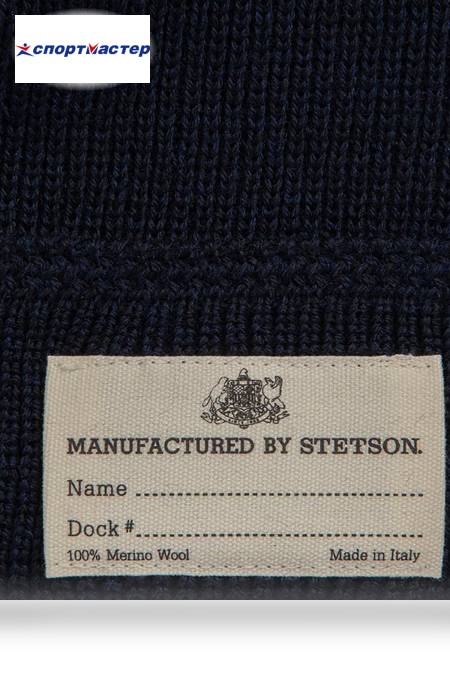 спортмастер
MANUFACTURED BY STETSON.
Name
Dock #
100% Merino Wool Made in Italy